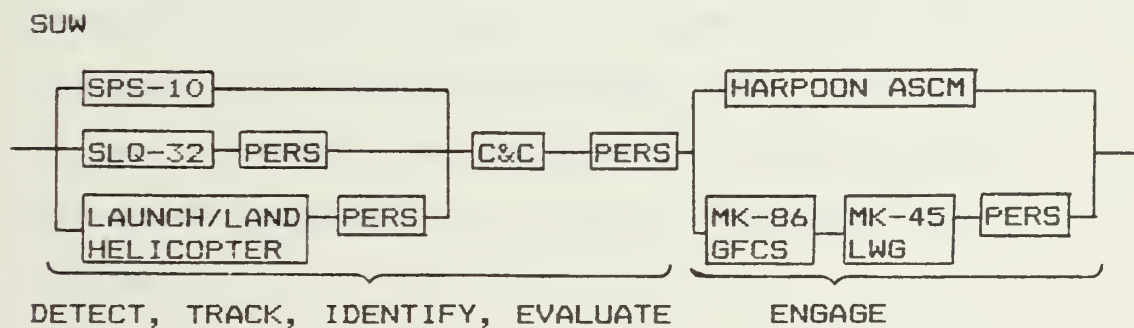 SUW
SPS-10
HARPOON ASCM
SLQ-32 PERS C&C PERS
LAUNCH/LAND PERS MK-86 MK-45 PERS
HELICOPTER GFCS LWG
DETECT, TRACK, IDENTIFY, EVALUATE ENGAGE